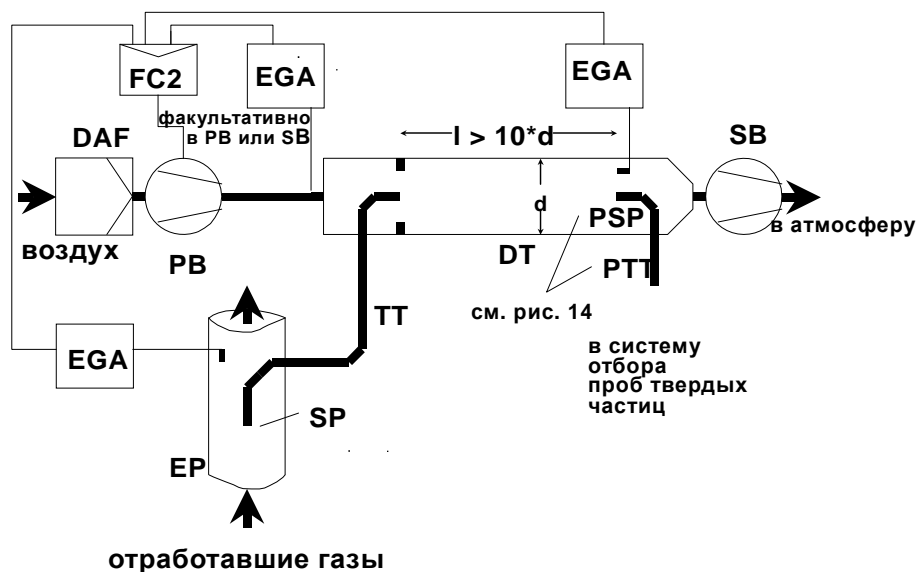 FC2
EGA
EGA
факультативно
в PB или SB
DAF
l > 10*d
SB
d
PSP
воздух
PB
DT
в атмосферу
PTT
TT
см. рис. 14
EGA
в систему
отбора
проб твердых
частиц
SP
EP
отработавшие газы